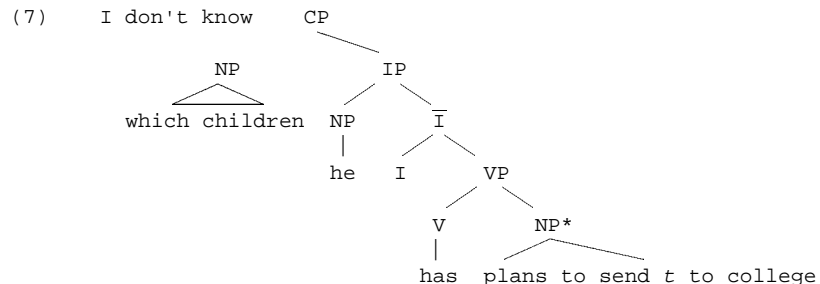 (7) I don't know CP
NP IP
which children NP I̅
he I VP
V NP*
has plans to send t to college